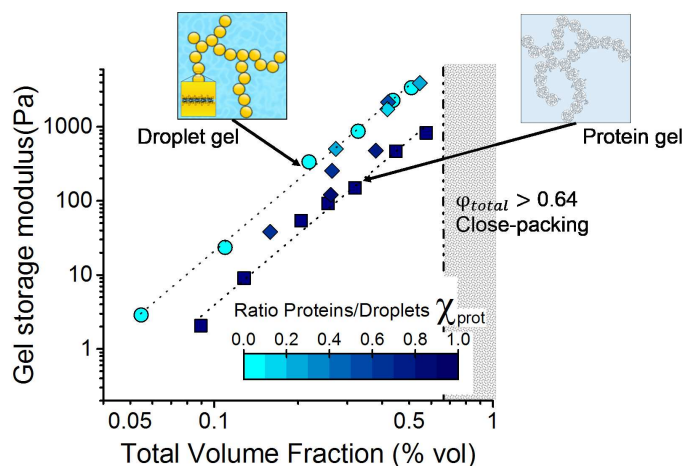 Droplet gel
Protein gel
Gel storage modulus(Pa)
1000
100
10
1
φtotal > 0.64
Close-packing
Ratio Proteins/Droplets χprot
0.0 0.2 0.4 0.6 0.8 1.0
0.05 0.1 0.5 1
Total Volume Fraction (% vol)